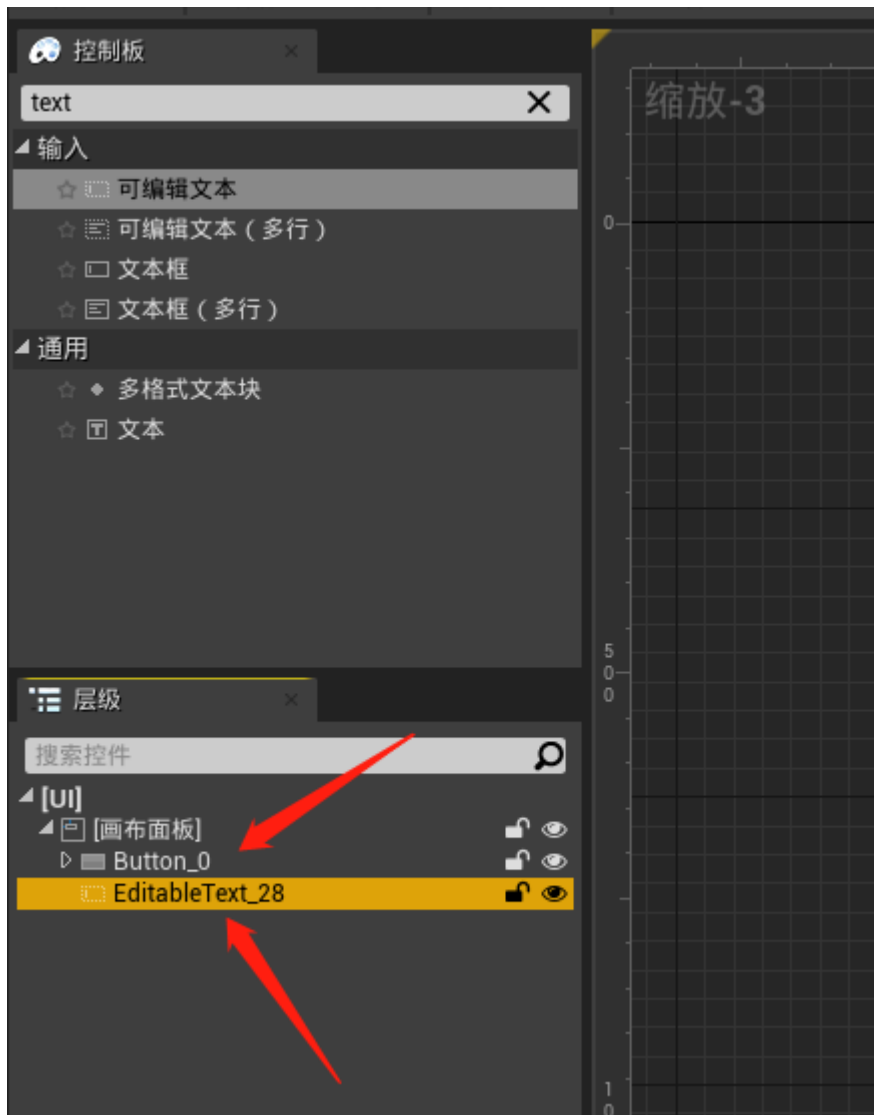 控制板
text
输入
可编辑文本
可编辑文本(多行)
文本框
文本框(多行)
通用
多格式文本块
文本
层级
搜索控件
[UI]
[画布面板]
Button_0
EditableText_28
缩放-3
0
5
0
0
1
0